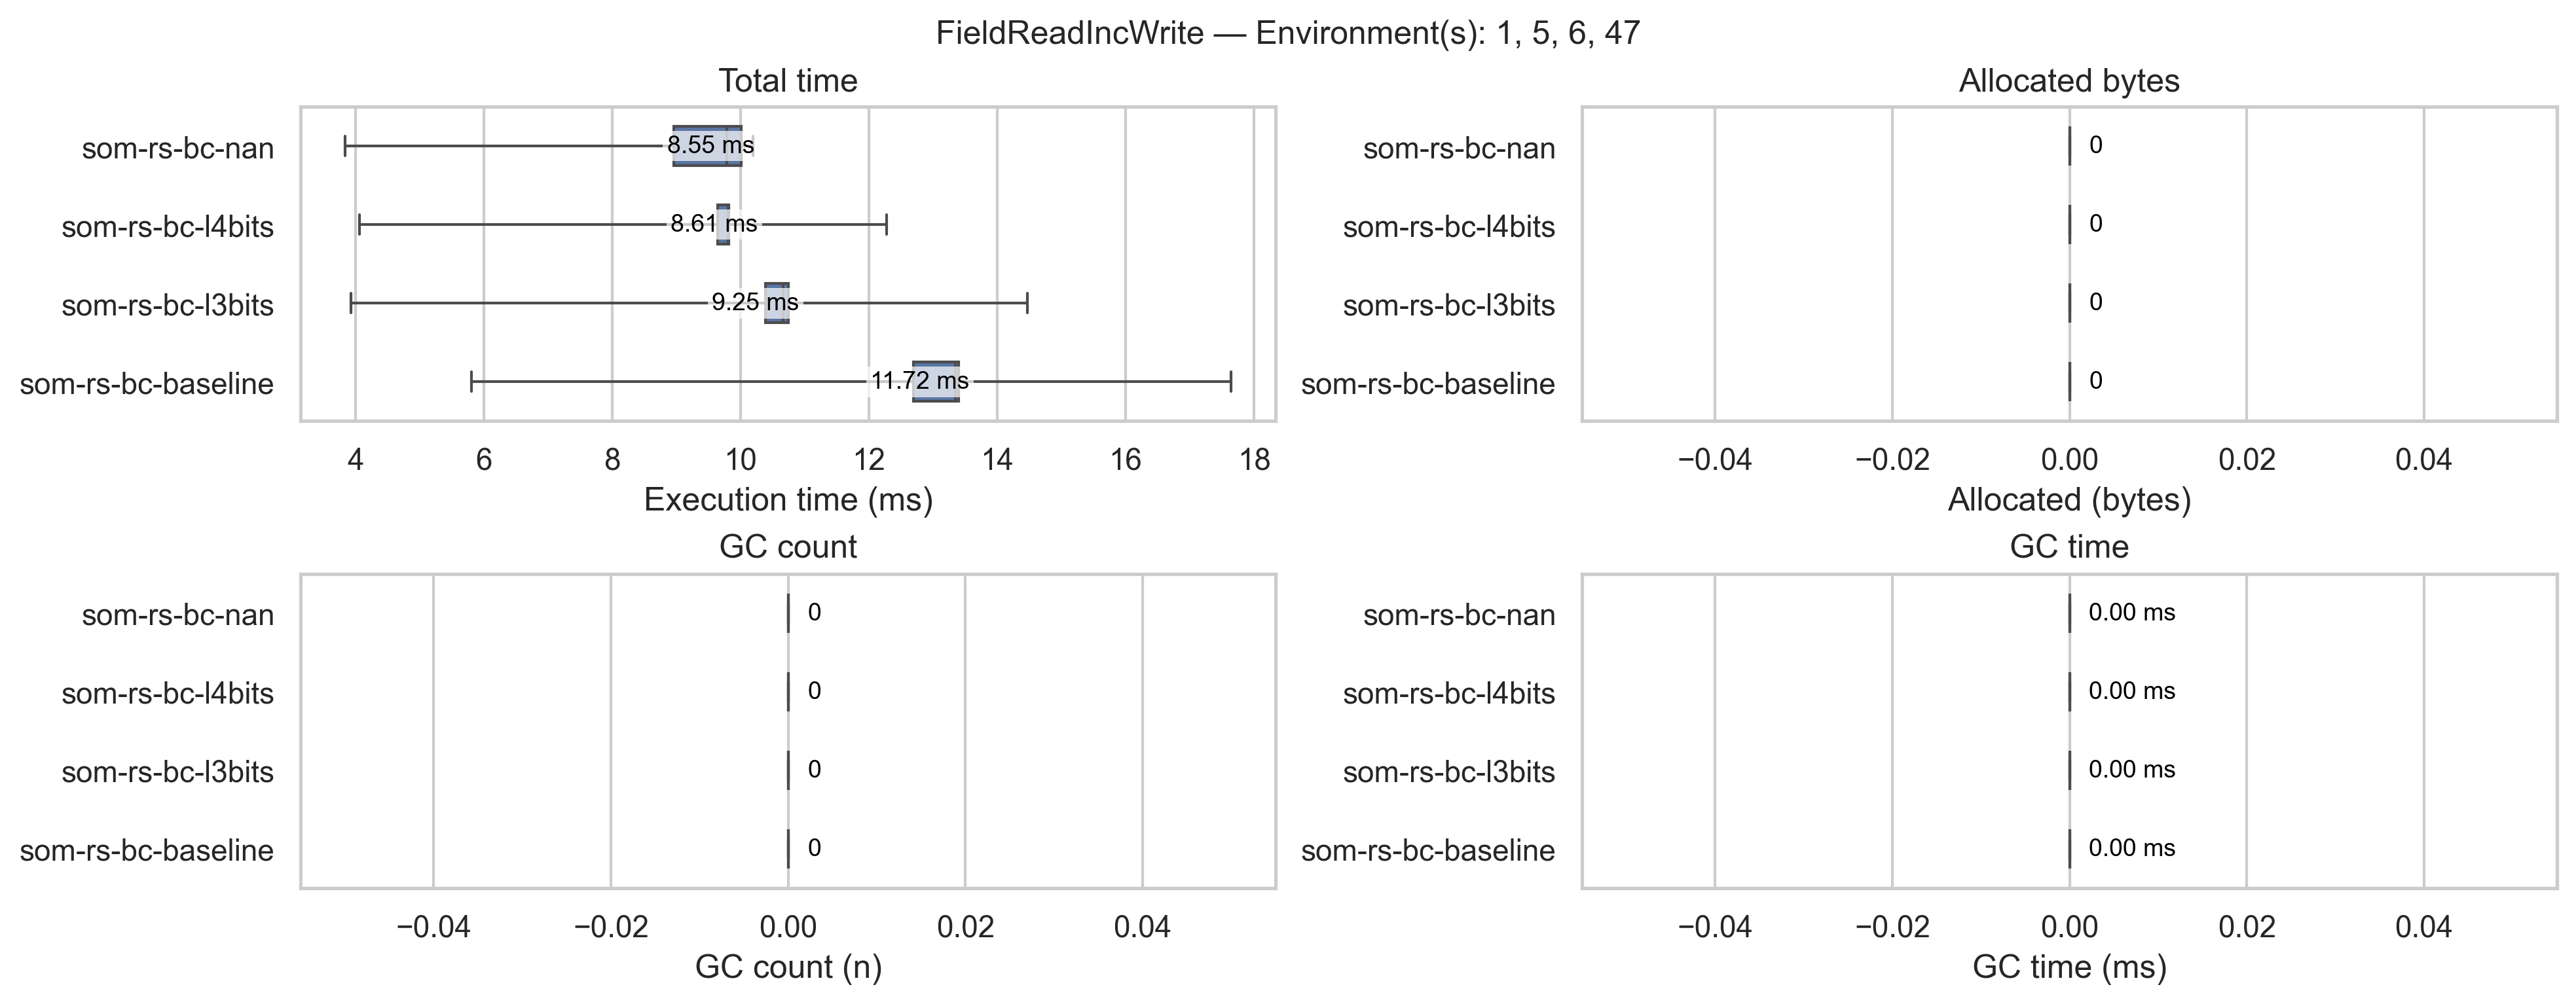 FieldReadIncWrite — Environment(s): 1, 5, 6, 47
Total time
som-rs-bc-nan
8.55 ms
som-rs-bc-l4bits
8.61 ms
som-rs-bc-l3bits
9.25 ms
som-rs-bc-baseline
11.72 ms
4 6 8 10 12 14 16 18
Execution time (ms)
Allocated bytes
som-rs-bc-nan
0
som-rs-bc-l4bits
0
som-rs-bc-l3bits
0
som-rs-bc-baseline
0
−0.04 −0.02 0.00 0.02 0.04
Allocated (bytes)
GC count
som-rs-bc-nan
0
som-rs-bc-l4bits
0
som-rs-bc-l3bits
0
som-rs-bc-baseline
0
−0.04 −0.02 0.00 0.02 0.04
GC count (n)
GC time
som-rs-bc-nan
0.00 ms
som-rs-bc-l4bits
0.00 ms
som-rs-bc-l3bits
0.00 ms
som-rs-bc-baseline
0.00 ms
−0.04 −0.02 0.00 0.02 0.04
GC time (ms)